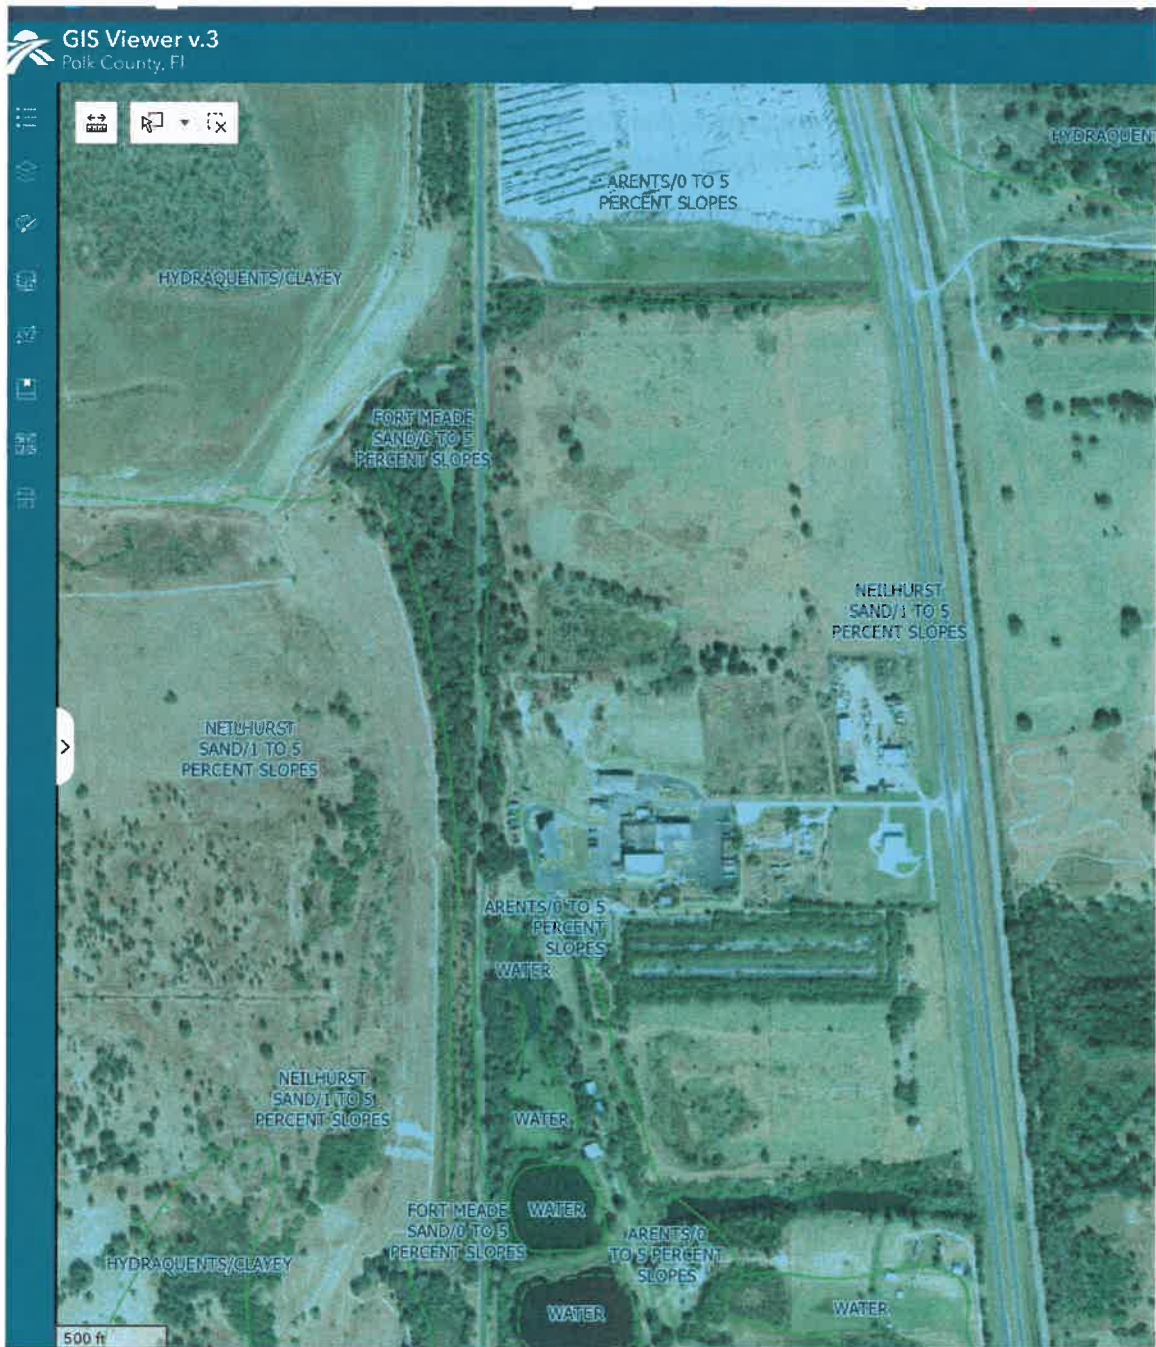 GIS Viewer v.3
Polk County, Fl
ARENTS/0 TO 5
PERCENT SLOPES
HYDRAQUENT
HYDRAQUENTS/CLAYEY
FORT MEADE
SAND/0 TO 5
PERCENT SLOPES
NEILHURST
SAND/1 TO 5
PERCENT SLOPES
NEILHURST
SAND/1 TO 5
PERCENT SLOPES
ARENTS/0 TO 5
PERCENT
SLOPES
WATER
NEILHURST
SAND/1 TO 5
PERCENT SLOPES
WATER
FORT MEADE
SAND/0 TO 5
PERCENT SLOPES
WATER
ARENTS/0
TO 5 PERCENT
SLOPES
HYDRAQUENTS/CLAYEY
WATER
WATER
500 ft